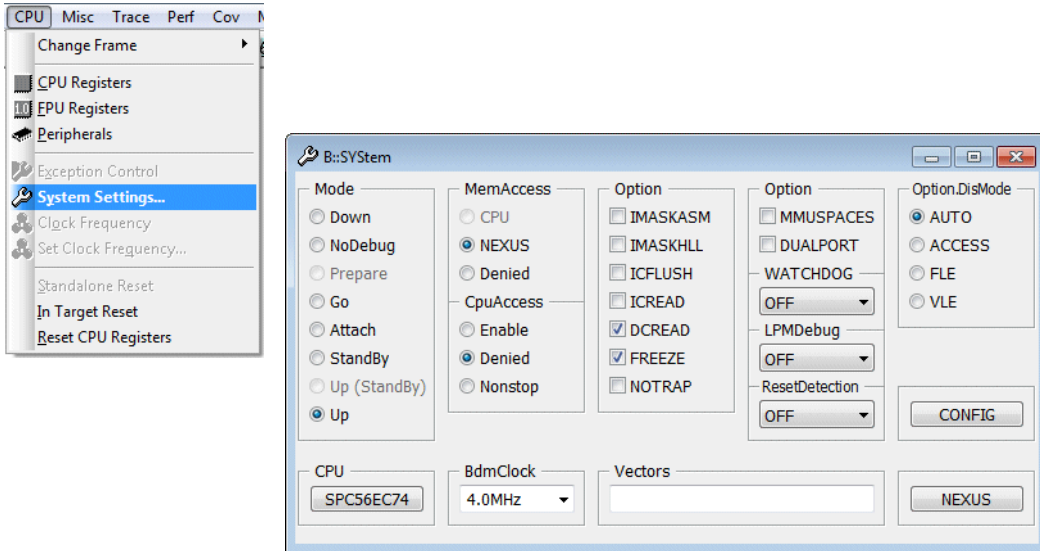 CPU Misc Trace Perf Cov
Change Frame
CPU Registers
FPU Registers
Peripherals
Exception Control
System Settings...
Clock Frequency
Set Clock Frequency...
Standalone Reset
In Target Reset
Reset CPU Registers
B::SYStem
Mode
Down
NoDebug
Prepare
Go
Attach
StandBy
Up (StandBy)
Up
MemAccess
CPU
NEXUS
Denied
CpuAccess
Enable
Denied
Nonstop
Option
IMASKASM
IMASKHLL
ICFLUSH
ICREAD
DCREAD
FREEZE
NOTRAP
Option
MMUSPACES
DUALPORT
WATCHDOG
OFF
LPMDebug
OFF
ResetDetection
OFF
Option.DisMode
AUTO
ACCESS
FLE
VLE
CONFIG
CPU
SPC56EC74
BdmClock
4.0MHz
Vectors
NEXUS